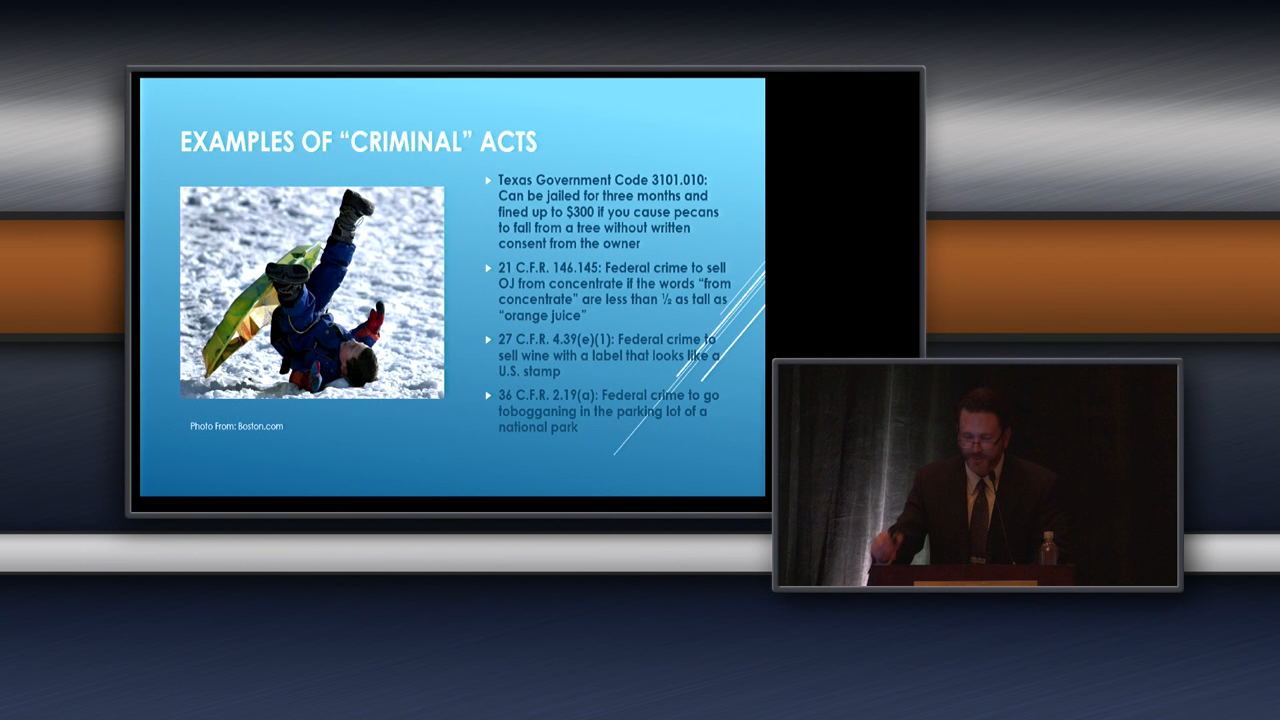 EXAMPLES OF “CRIMINAL” ACTS
Texas Government Code 3101.010:
Can be jailed for three months and
fined up to $300 if you cause pecans
to fall from a tree without written
consent from the owner
21 C.F.R. 146.145: Federal crime to sell
OJ from concentrate if the words “from
concentrate” are less than ½ as tall as
“orange juice”
27 C.F.R. 4.39(e)(1): Federal crime to
sell wine with a label that looks like a
U.S. stamp
36 C.F.R. 2.19(a): Federal crime to go
tobogganing in the parking lot of a
national park
Photo From: Boston.com